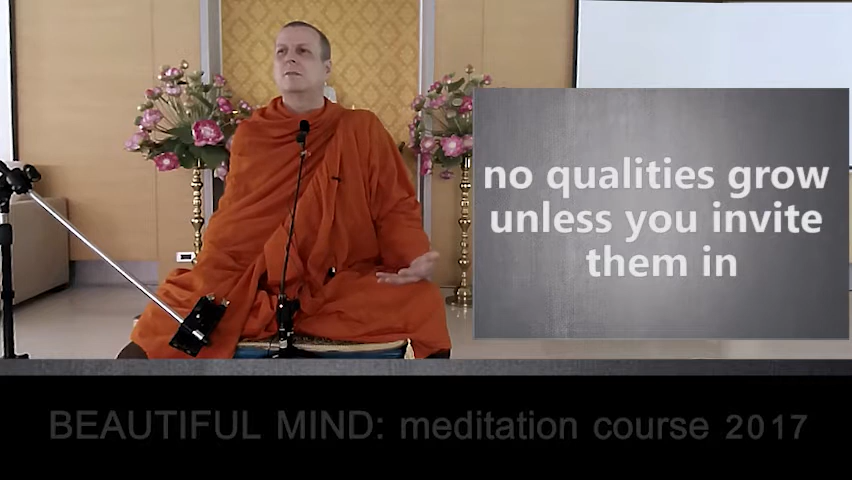 no qualities grow
unless you invite
them in
BEAUTIFUL MIND: meditation course 2017